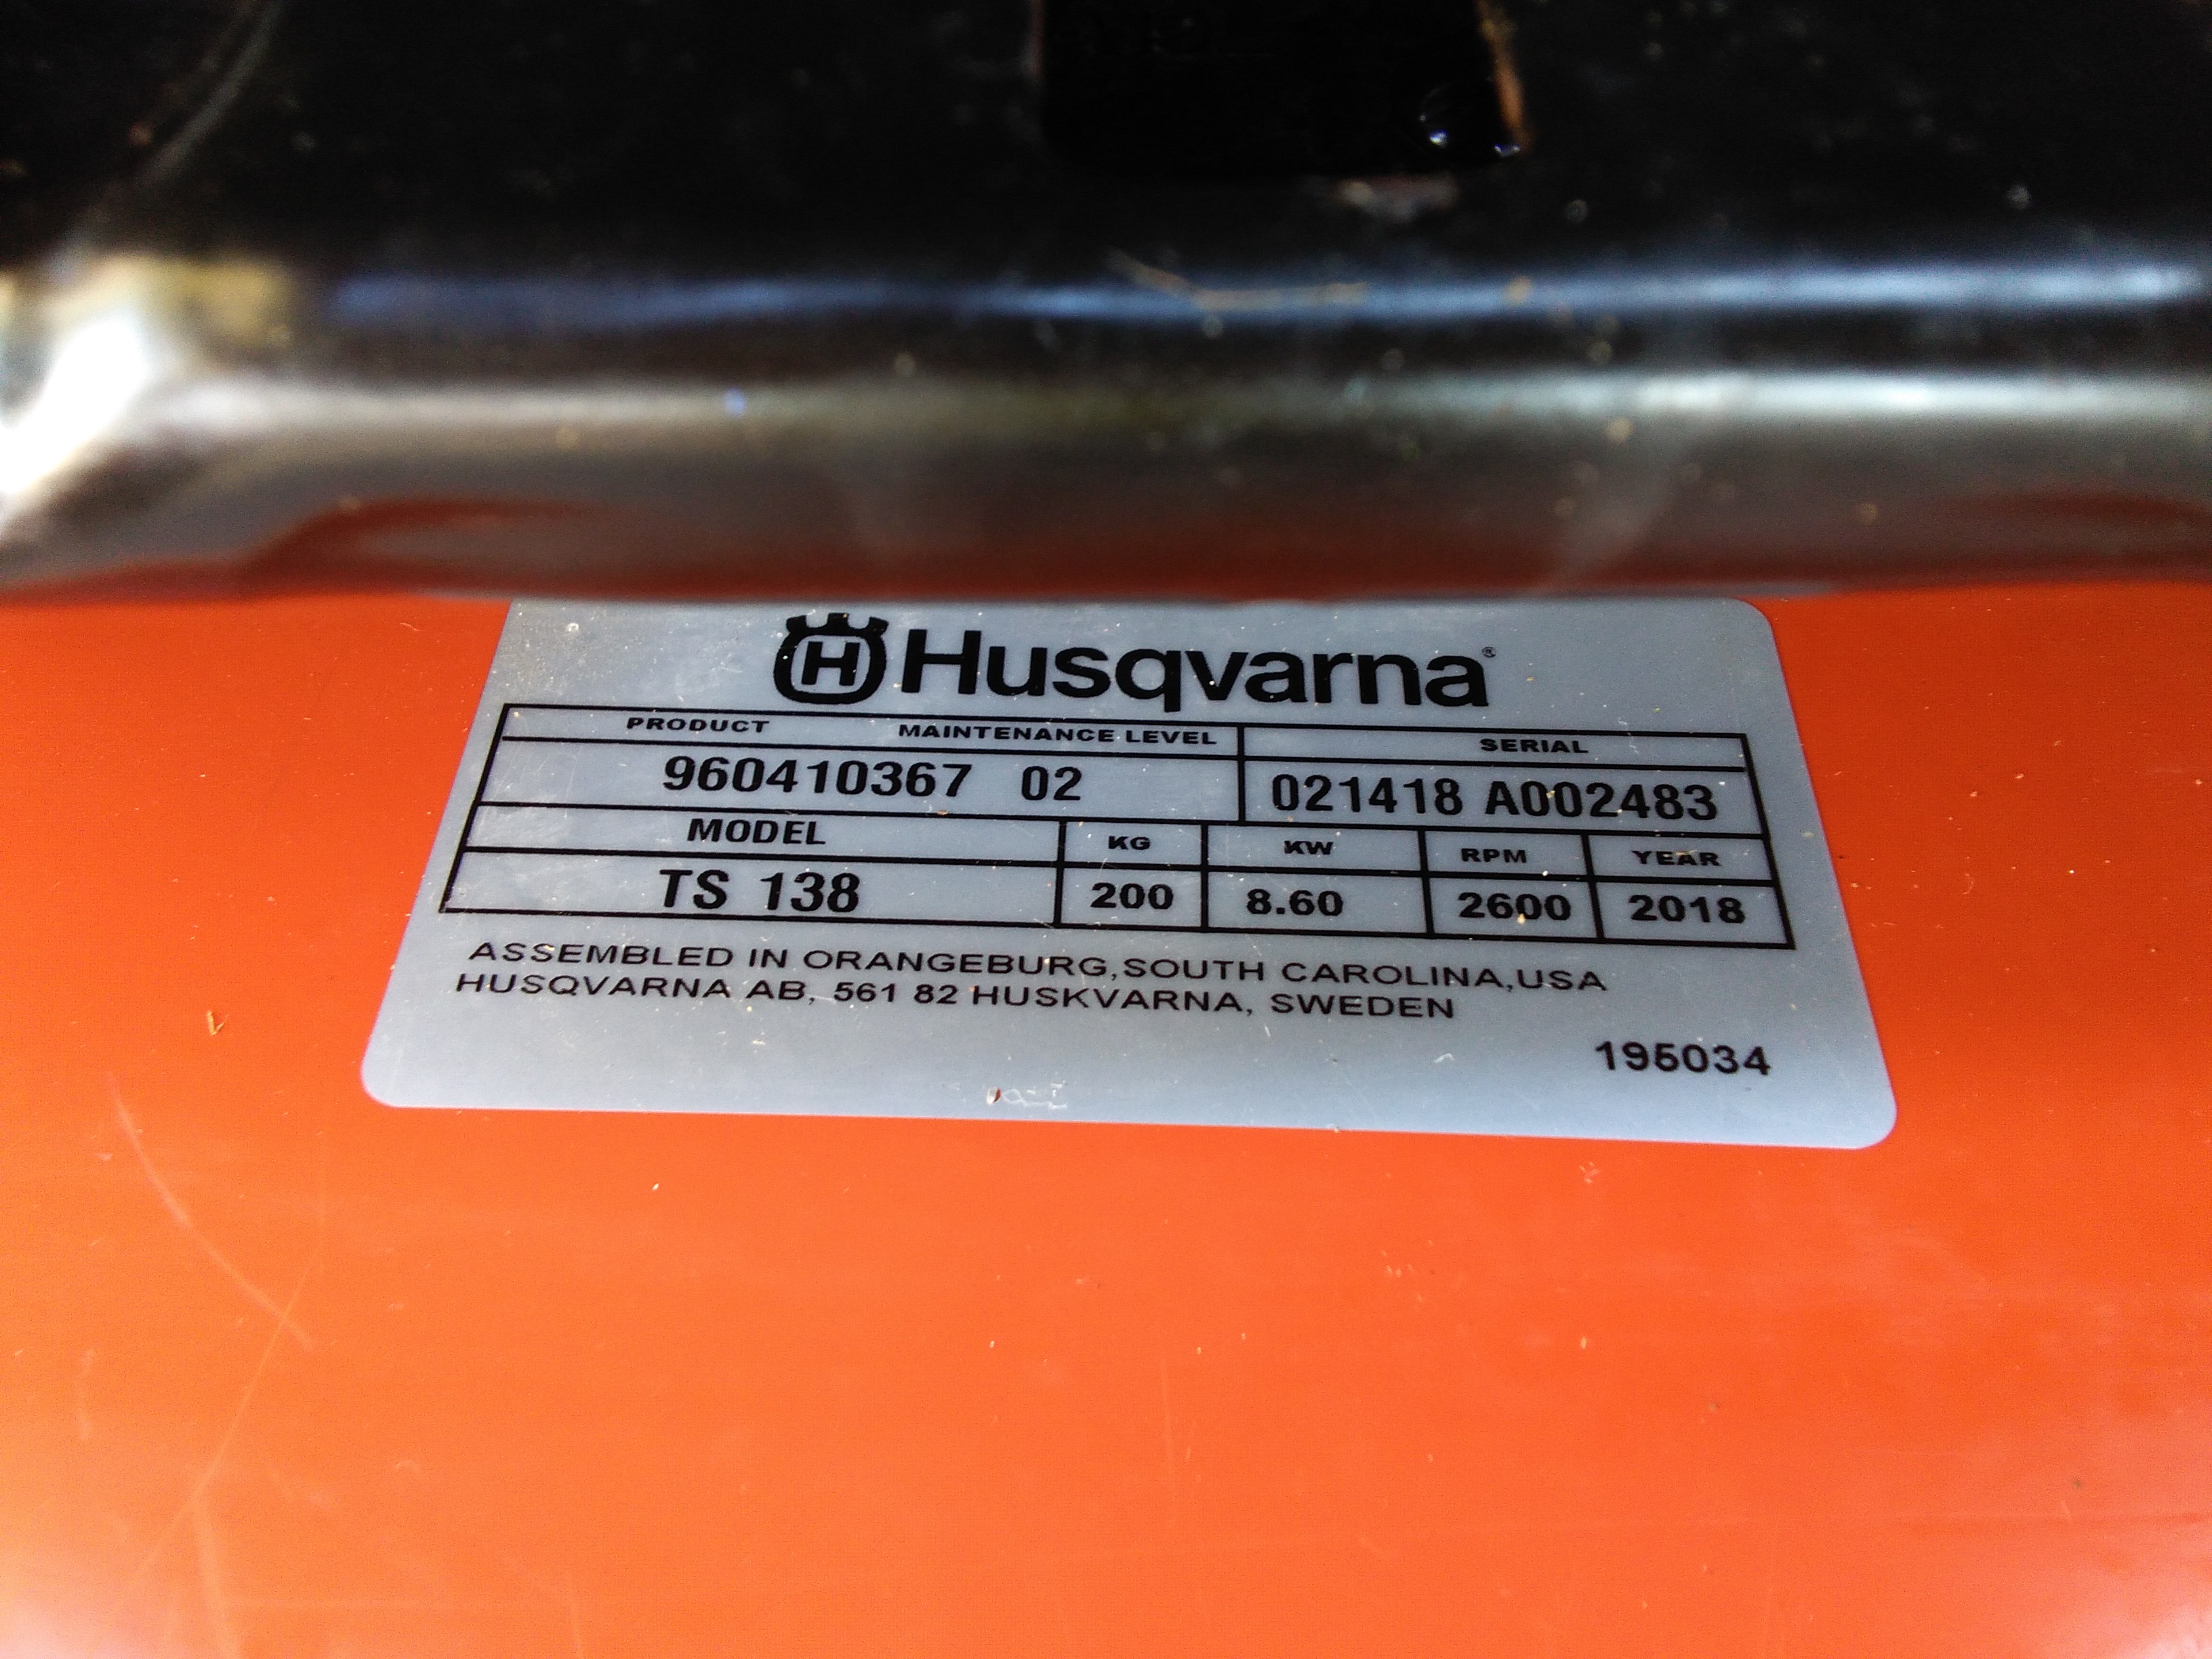 Husqvarna®
PRODUCT MAINTENANCE LEVEL SERIAL
960410367 02 021418 A002483
MODEL KG KW RPM YEAR
TS 138 200 8.60 2600 2018
ASSEMBLED IN ORANGEBURG,SOUTH CAROLINA,USA
HUSQVARNA AB, 561 82 HUSKVARNA, SWEDEN
195034